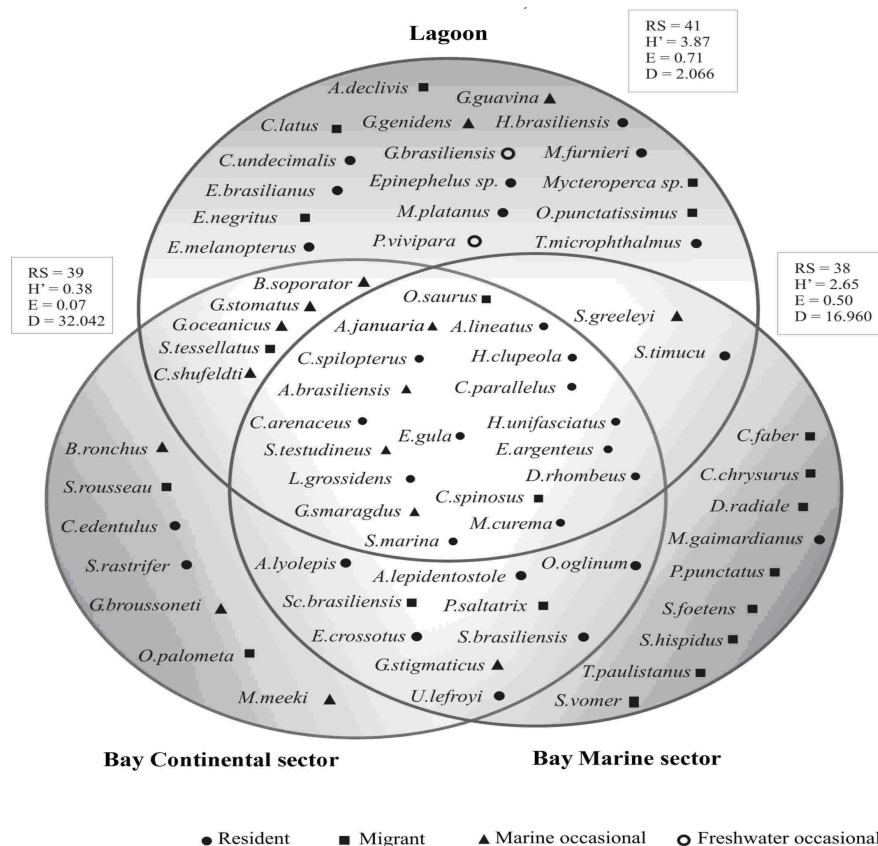 Lagoon
RS = 41
H’ = 3.87
E = 0.71
D = 2.066
A.declivis
G.guavina
C.latus
G.genidens
H.brasiliensis
C.undecimalis
G.brasiliensis
M.furnieri
E.brasilianus
Epinephelus sp.
Mycteroperca sp.
E.negritus
M.platanus
O.punctatissimus
E.melanopterus
P.vivipara
T.microphthalmus
RS = 39
H’ = 0.38
E = 0.07
D = 32.042
RS = 38
H’ = 2.65
E = 0.50
D = 16.960
B.soporator
G.stomatus
O.saurus
G.oceanicus
A.januaria
A.lineatus
S.greeleyi
S.tessellatus
C.spilopterus
H.clupeola
S.timucu
C.shufeldti
A.brasiliensis
C.parallelus
C.arenaceus
E.gula
H.unifasciatus
B.ronchus
S.testudineus
E.argenteus
C.faber
S.rousseau
L.grossidens
D.rhombeus
C.chrysurus
C.edentulus
G.smaragdus
C.spinosus
D.radiale
S.marina
M.curema
M.gaimardianus
S.rastrifer
A.lyolepis
A.lepidentostole
O.oglinum
P.punctatus
G.broussoneti
Sc.brasiliensis
P.saltatrix
S.foetens
O.palometa
E.crossotus
S.brasiliensis
S.hispidus
M.meeki
G.stigmaticus
T.paulistanus
U.lefroyi
S.vomer
Bay Continental sector
Bay Marine sector
Resident
Migrant
Marine occasional
Freshwater occasional